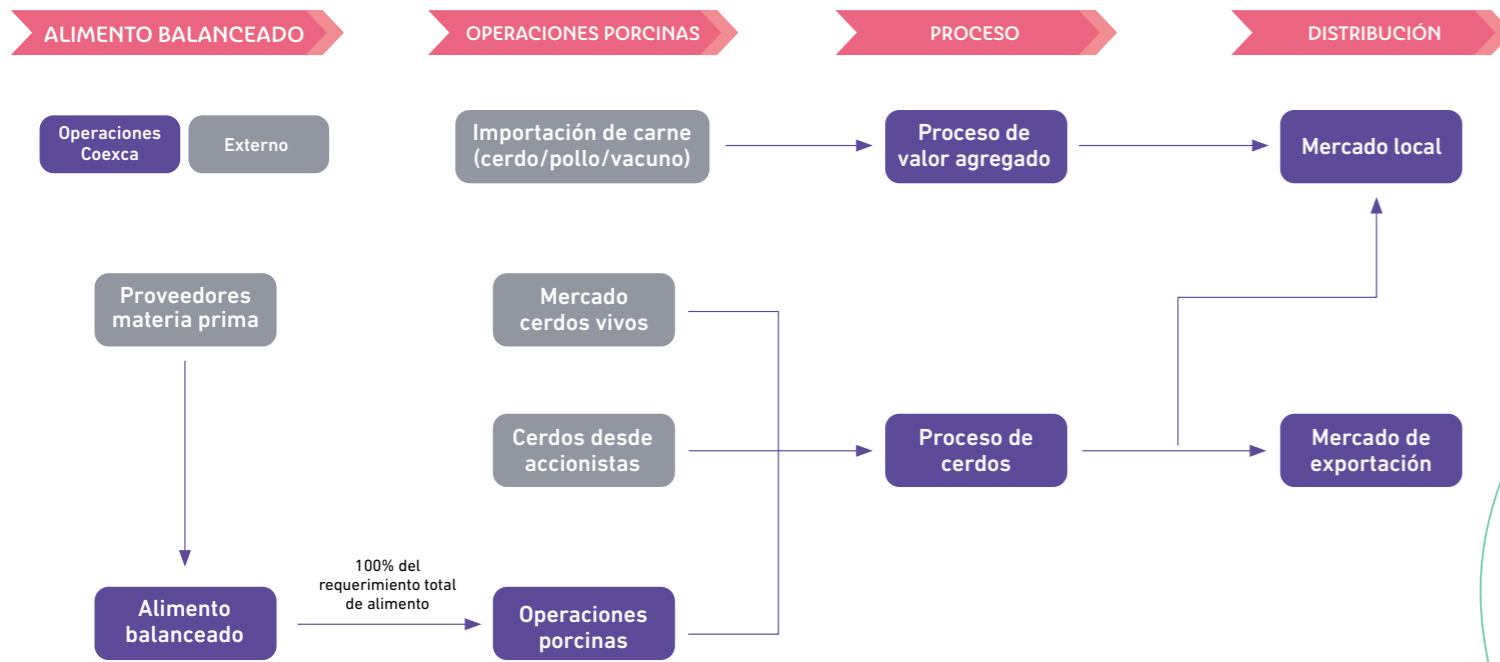 ALIMENTO BALANCEADO
OPERACIONES PORCINAS
PROCESO
DISTRIBUCIÓN
Operaciones
Coexca
Externo
Importación de carne
(cerdo/pollo/vacuno)
Proceso de
valor agregado
Mercado local
Proveedores
materia prima
Mercado
cerdos vivos
Cerdos desde
accionistas
Proceso de
cerdos
Mercado de
exportación
Alimento
balanceado
100% del
requerimiento total
de alimento
Operaciones
porcinas